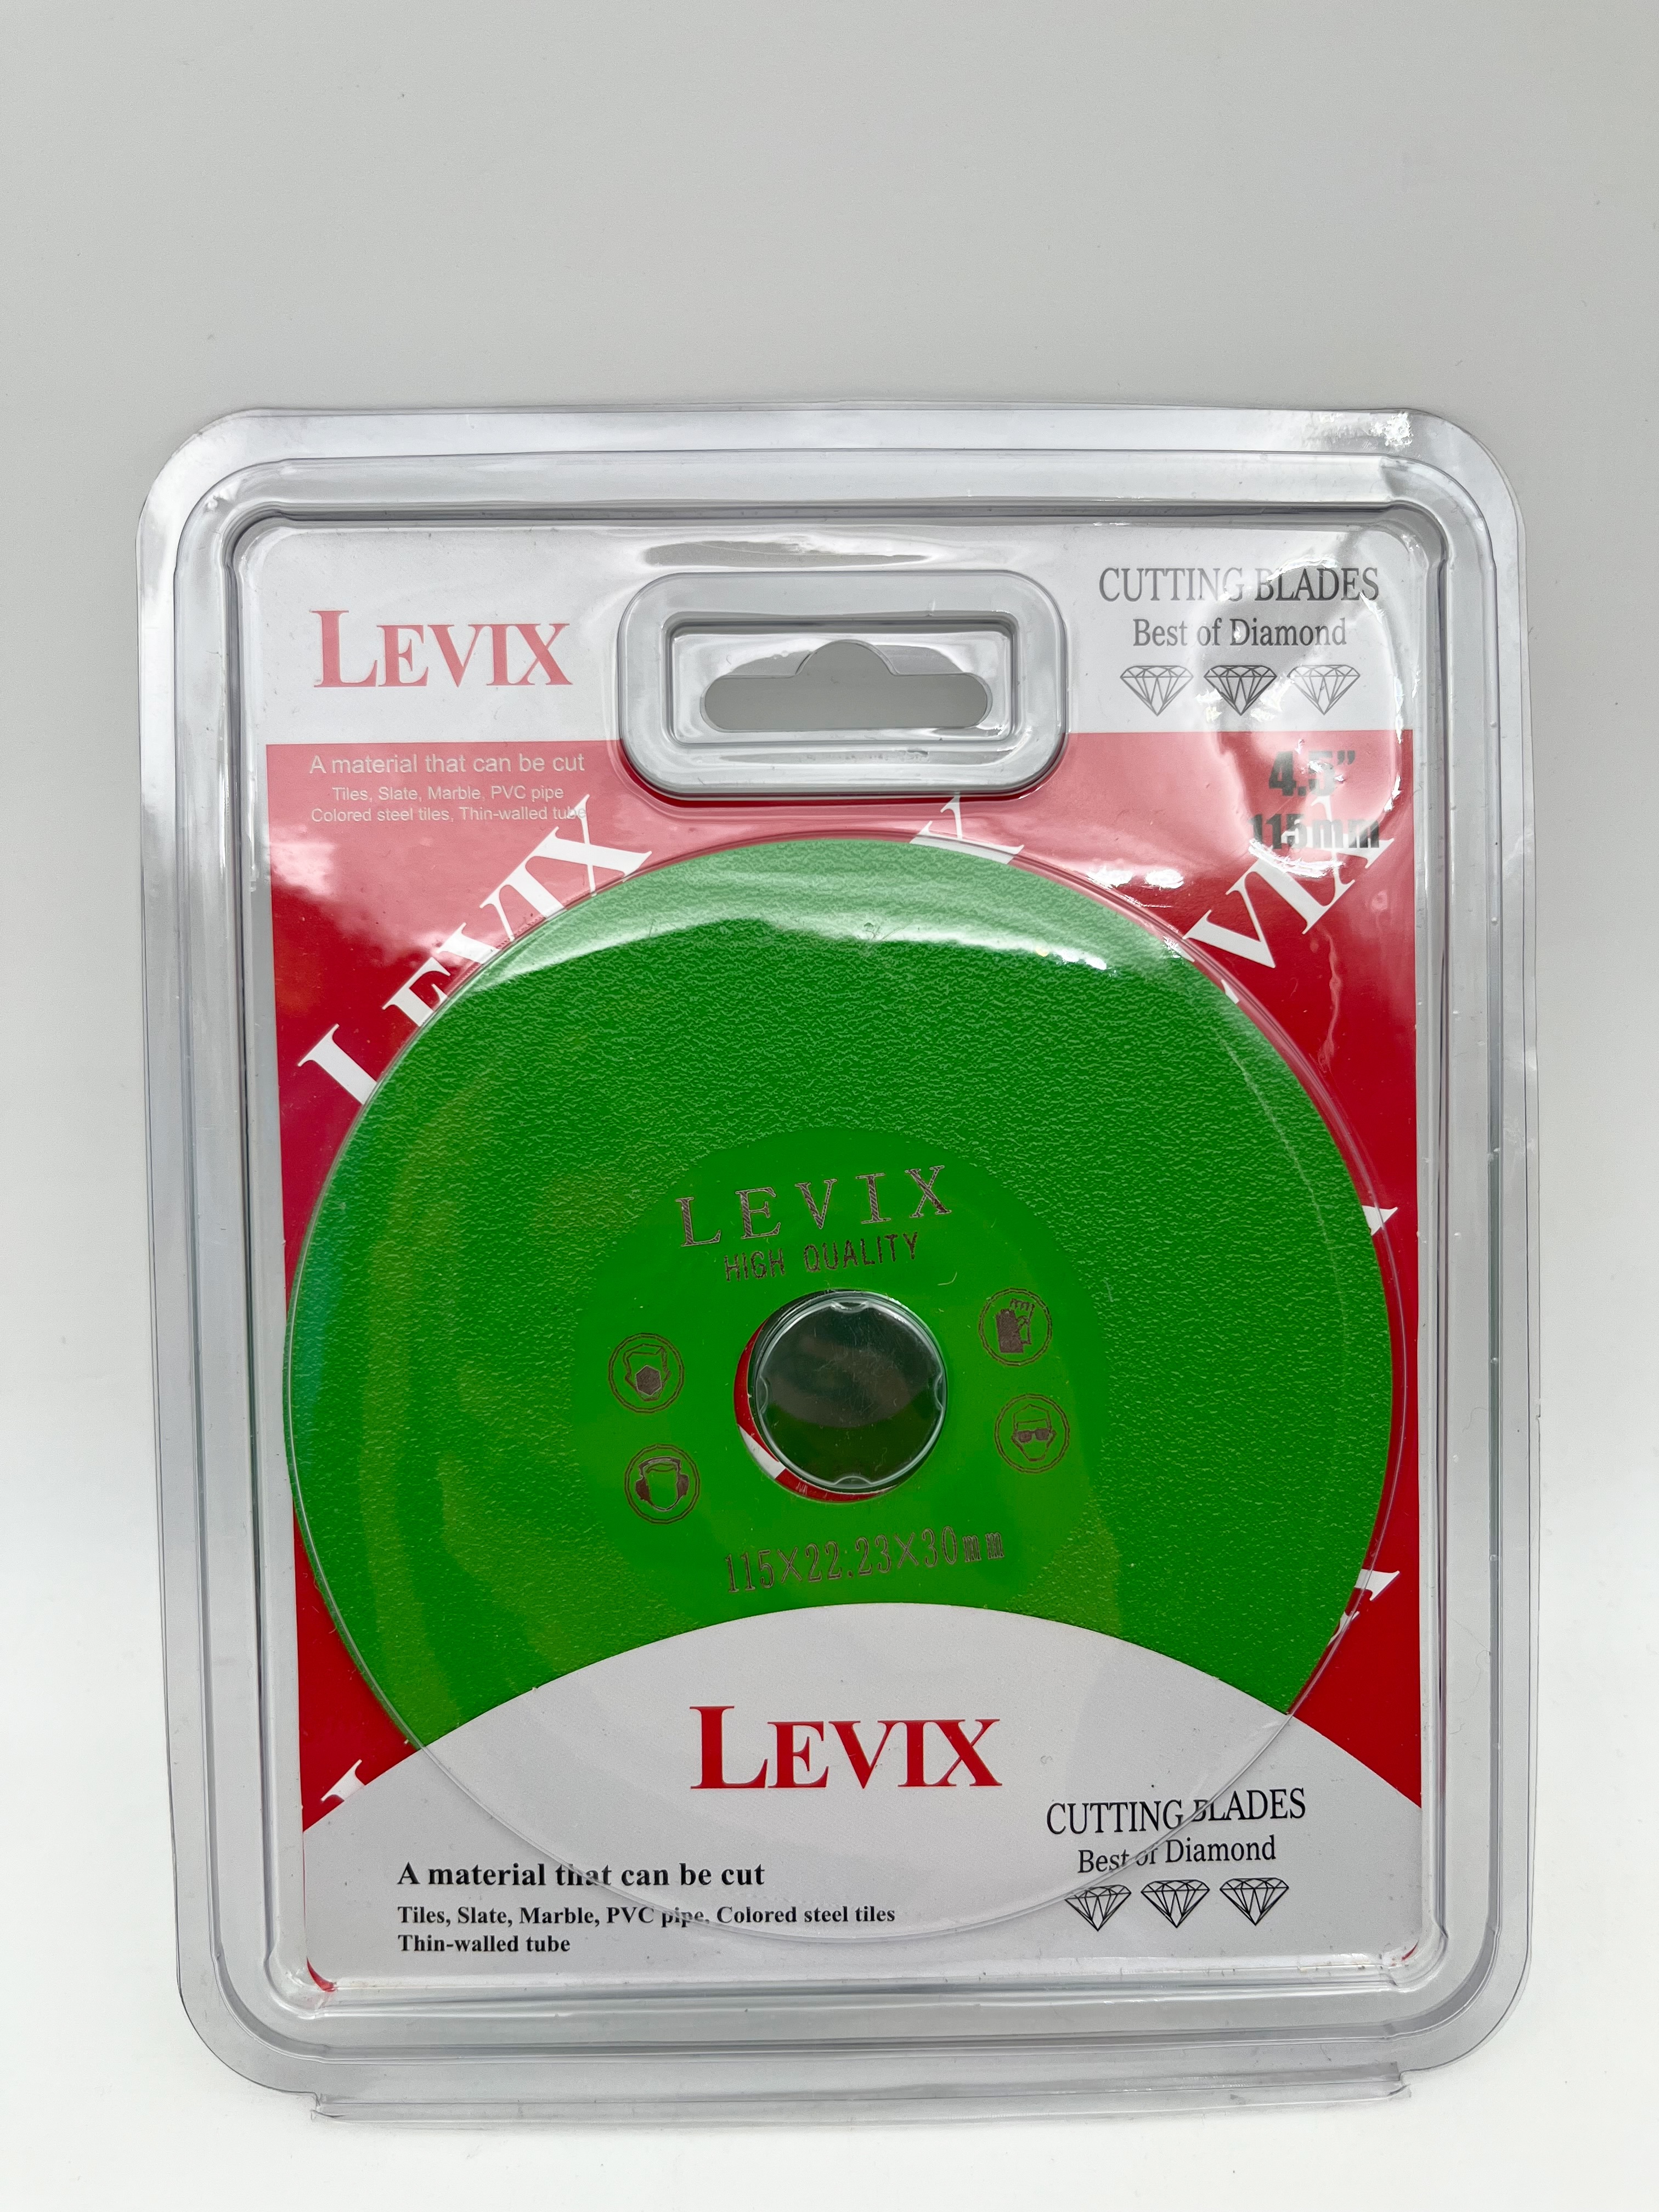 LEVIX
CUTTING BLADES
Best of Diamond
A material that can be cut
Tiles, Slate, Marble, PVC pipe
Colored steel tiles, Thin-walled tube
4.5”
115mm
LEVIX
X
EVIX
LEVIX
HIGH QUALITY
115X22.23X30mm
LEVIX
CUTTING BLADES
Best of Diamond
A material that can be cut
Tiles, Slate, Marble, PVC pipe, Colored steel tiles
Thin-walled tube